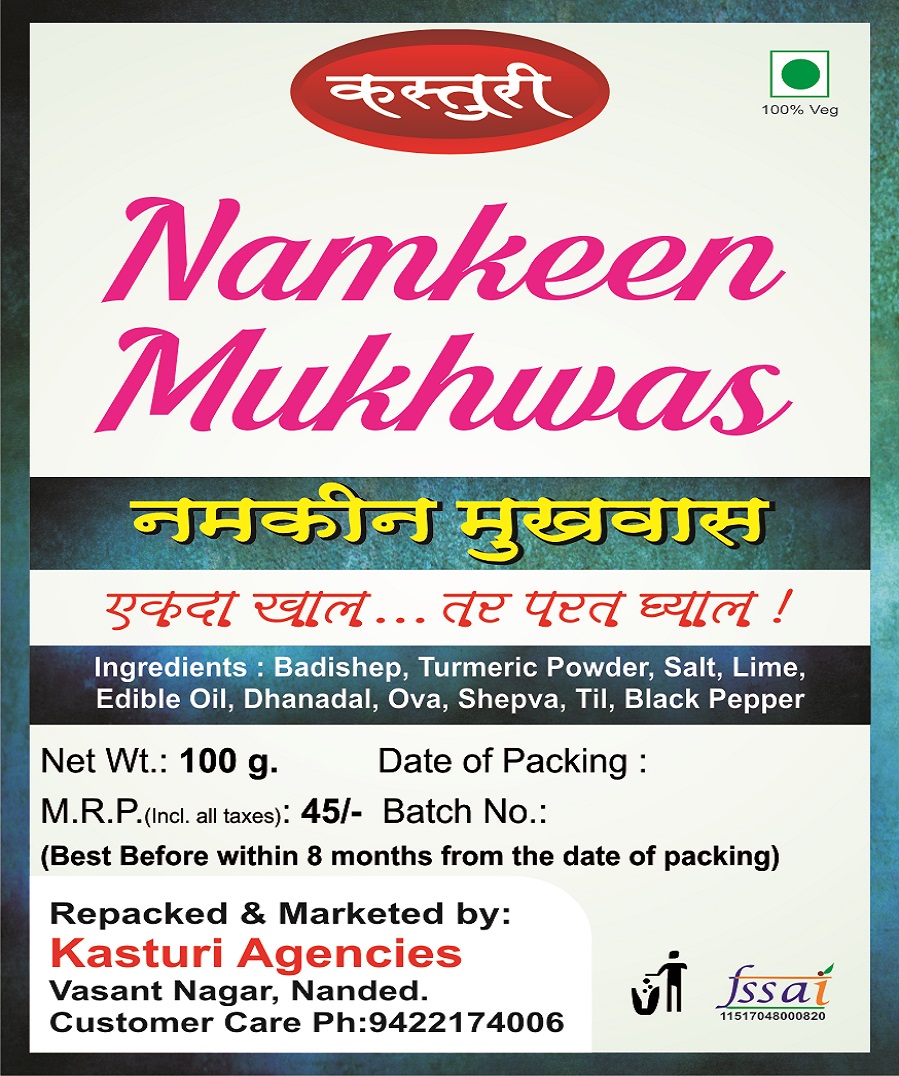 कस्तुरी
100% Veg
Namkeen
Mukhwas
नमकीन मुखवास
एकदा खाल... तर परत घ्याल !
Ingredients : Badishep, Turmeric Powder, Salt, Lime,
Edible Oil, Dhanadal, Ova, Shepva, Til, Black Pepper
Net Wt.: 100 g. Date of Packing :
M.R.P.(Incl. all taxes): 45/- Batch No.:
(Best Before within 8 months from the date of packing)
Repacked & Marketed by:
Kasturi Agencies
Vasant Nagar, Nanded.
Customer Care Ph:9422174006
fssai
11517048000820